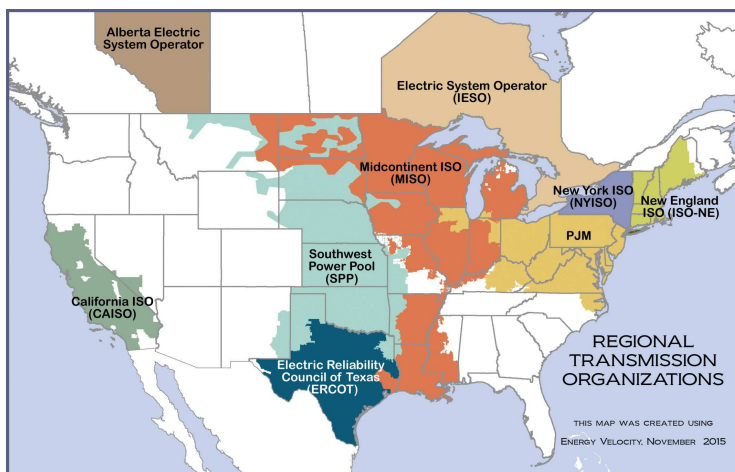 Alberta Electric
System Operator
Electric System Operator
(IESO)
Midcontinent ISO
(MISO)
New York ISO
(NYISO)
New England
ISO (ISO-NE)
PJM
Southwest
Power Pool
(SPP)
California ISO
(CAISO)
Electric Reliability
Council of Texas
(ERCOT)
REGIONAL
TRANSMISSION
ORGANIZATIONS
THIS MAP WAS CREATED USING
ENERGY VELOCITY, NOVEMBER 2015